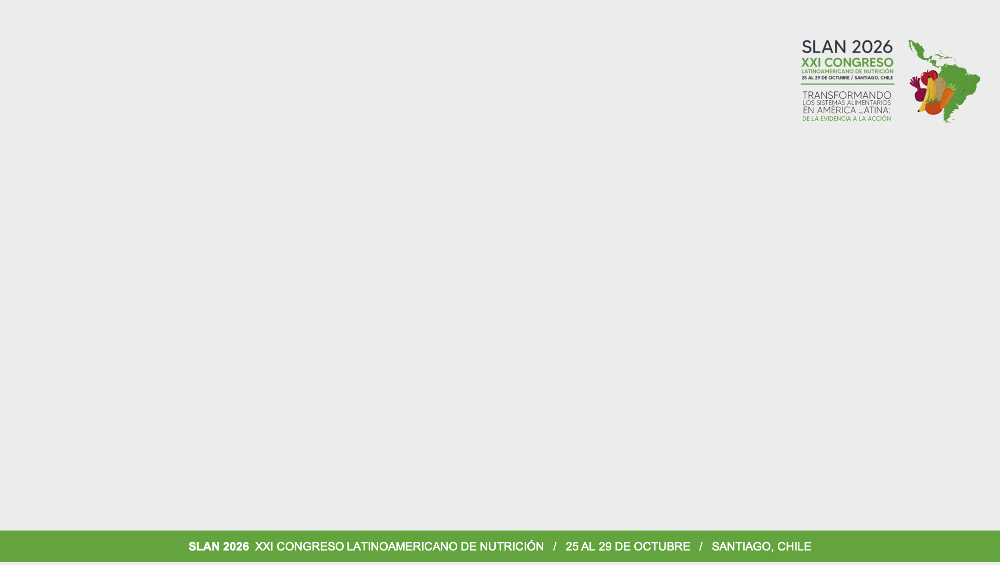 SLAN 2026
XXI CONGRESO
LATINOAMERICANO DE NUTRICIÓN
25 AL 29 DE OCTUBRE / SANTIAGO, CHILE
TRANSFORMANDO
LOS SISTEMAS ALIMENTARIOS
EN AMÉRICA LATINA:
DE LA EVIDENCIA A LA ACCIÓN
SLAN 2026 XXI CONGRESO LATINOAMERICANO DE NUTRICIÓN / 25 AL 29 DE OCTUBRE / SANTIAGO, CHILE